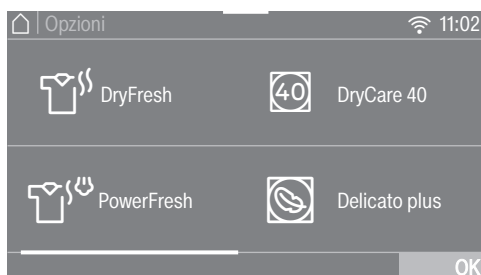 Opzioni 11:02
DryFresh
40 DryCare 40
PowerFresh
Delicato plus
OK